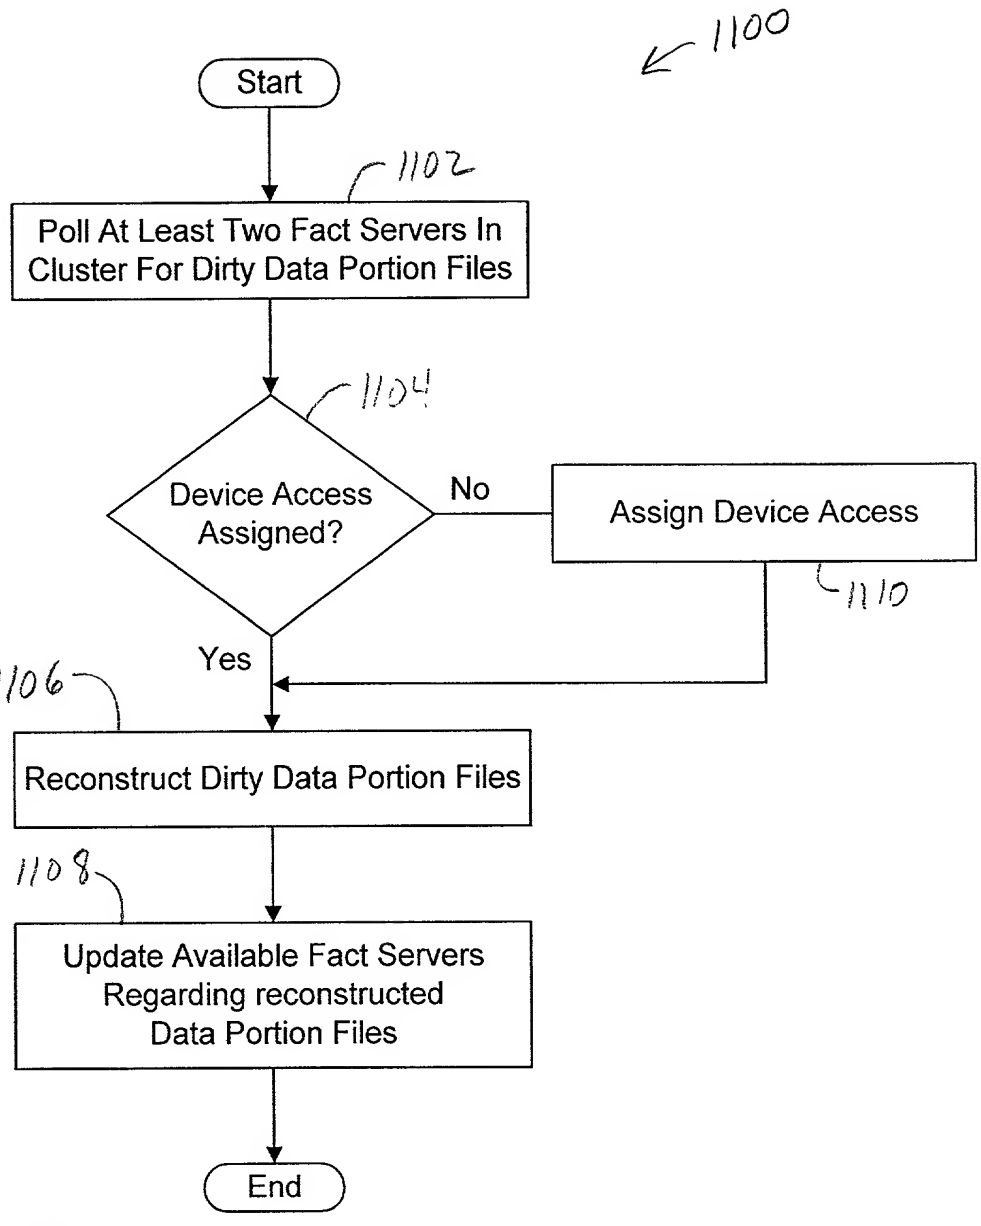 1100
Start
1102
Poll At Least Two Fact Servers In
Cluster For Dirty Data Portion Files
1104
Device Access
Assigned?
No
Assign Device Access
1110
Yes
1106
Reconstruct Dirty Data Portion Files
1108
Update Available Fact Servers
Regarding reconstructed
Data Portion Files
End